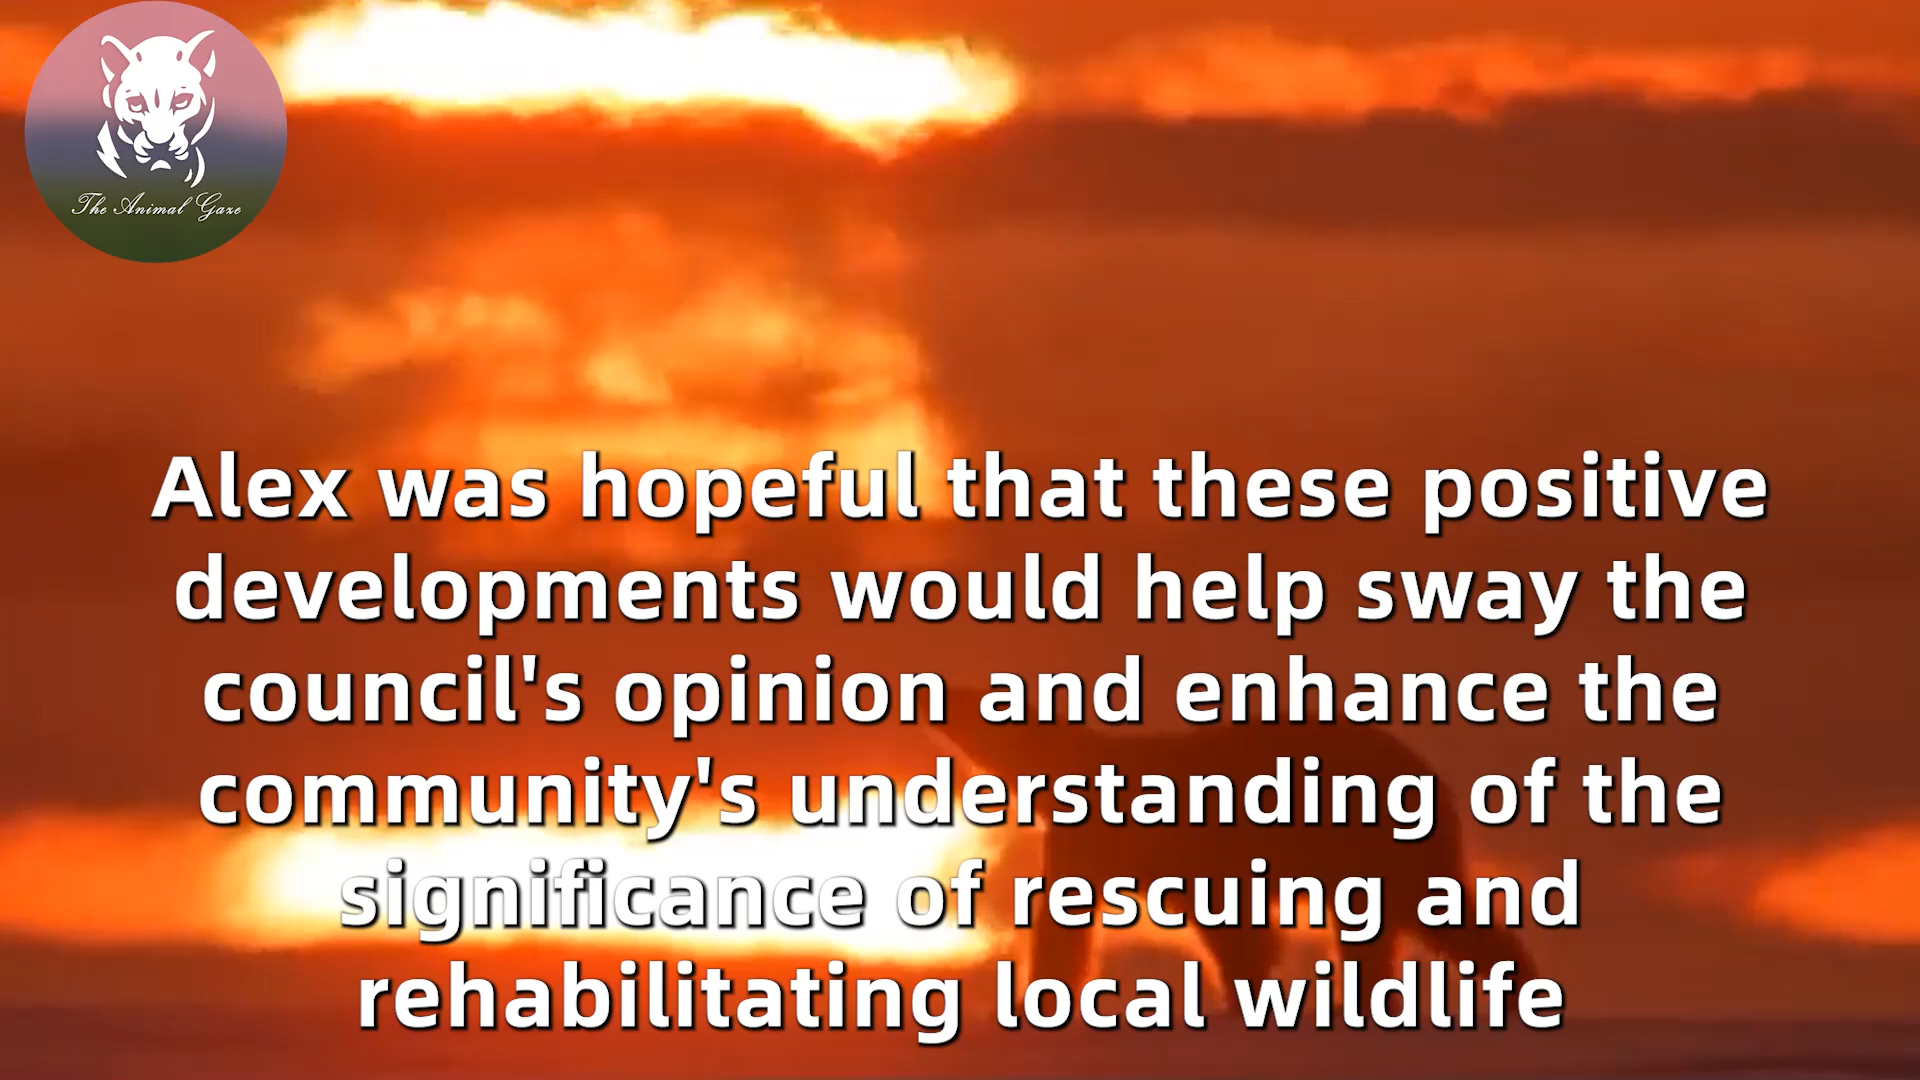 The Animal Gaze
Alex was hopeful that these positive
developments would help sway the
council's opinion and enhance the
community's understanding of the
significance of rescuing and
rehabilitating local wildlife